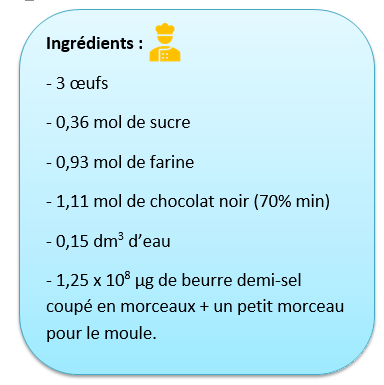 Ingrédients :
- 3 œufs
- 0,36 mol de sucre
- 0,93 mol de farine
- 1,11 mol de chocolat noir (70% min)
- 0,15 dm³ d’eau
- 1,25 x 10⁸ µg de beurre demi-sel
coupé en morceaux + un petit morceau
pour le moule.